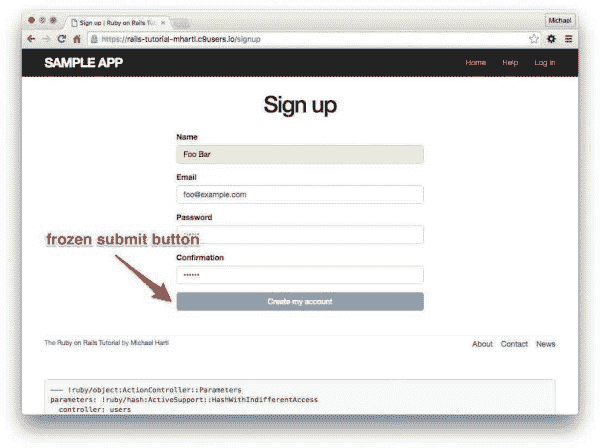 Sign up | Ruby on Rails Tut
Michael
https://rails-tutorial-mhartl.c9users.io/signup
SAMPLE APP
Home Help Log in
Sign up
Name
Foo Bar
Email
foo@example.com
Password
frozen submit button
Confirmation
••••••
Create my account
The Ruby on Rails Tutorial by Michael Hartl
About Contact News
--- !ruby/object:ActionController::Parameters
parameters: !ruby/hash:ActiveSupport::HashWithIndifferentAccess
controller: users